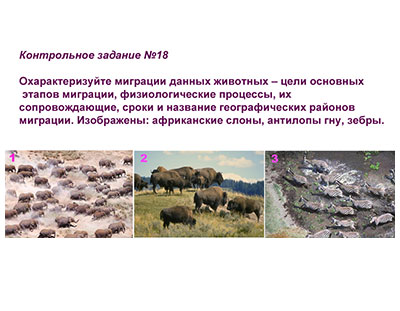 Контрольное задание №18
Охарактеризуйте миграции данных животных – цели основных
этапов миграции, физиологические процессы, их
сопровождающие, сроки и название географических районов
миграции. Изображены: африканские слоны, антилопы гну, зебры.
1 2 3